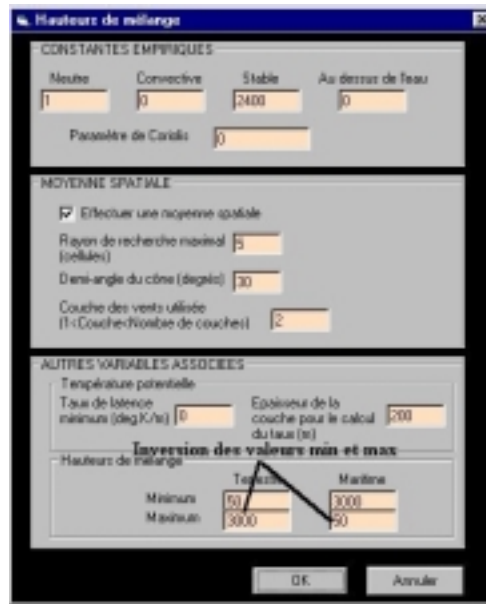 Hauteurs de mélange
CONSTANTES EMPIRIQUES
Neutre Convective Stable Au dessus de l'eau
1 0 2400 0
Paramètre de Coriolis 0
MOYENNE SPATIALE
Effectuer une moyenne spatiale
Rayon de recherche maximal 5
(cellules)
Demi-angle du cône (degrés) 30
Couche des vents utilisée
(1<Couche<Nombre de couches) 2
AUTRES VARIABLES ASSOCIEES
Température potentielle
Taux de latence Epaisseur de la
minimum (deg.K/m) 0 couche pour le calcul 200
du taux (m)
Inversion des valeurs min et max
Hauteurs de mélange
Terrestre Maritime
Minimum 50 3000
Maximum 3000 50
OK Annuler